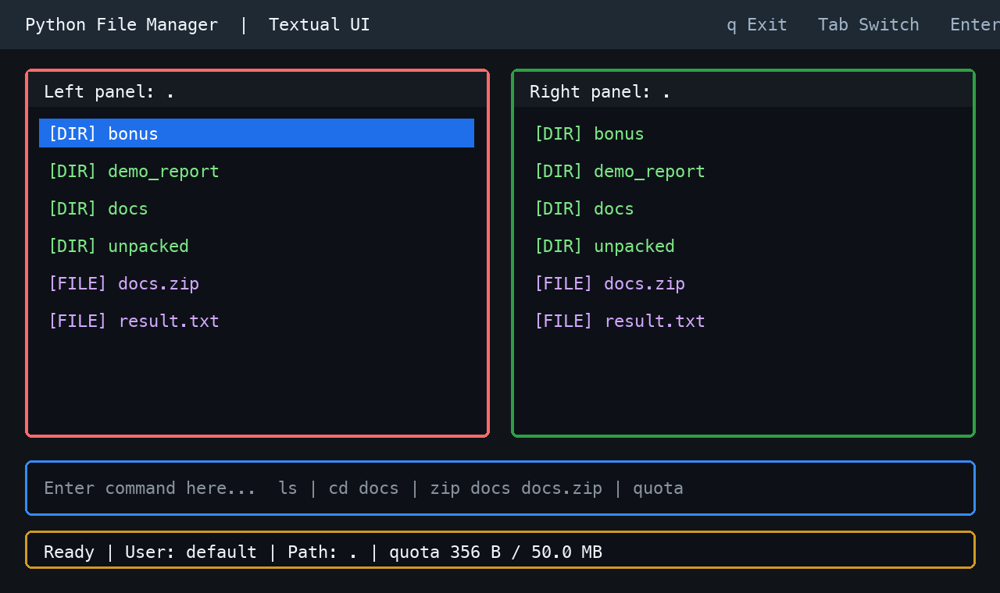 Python File Manager | Textual UI q Exit Tab Switch Enter
Left panel: .
[DIR] bonus
[DIR] demo_report
[DIR] docs
[DIR] unpacked
[FILE] docs.zip
[FILE] result.txt
Right panel: .
[DIR] bonus
[DIR] demo_report
[DIR] docs
[DIR] unpacked
[FILE] docs.zip
[FILE] result.txt
Enter command here... ls | cd docs | zip docs docs.zip | quota
Ready | User: default | Path: . | quota 356 B / 50.0 MB